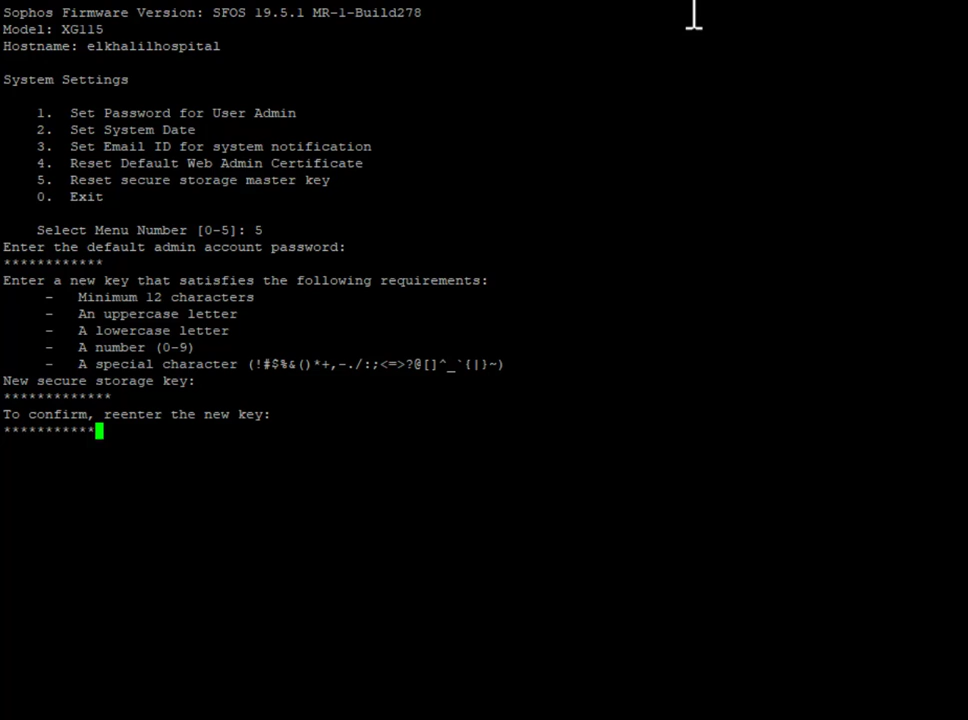 Sophos Firmware Version: SFOS 19.5.1 MR-1-Build278
Model: XG115
Hostname: elkhalilhospital
System Settings
1. Set Password for User Admin
2. Set System Date
3. Set Email ID for system notification
4. Reset Default Web Admin Certificate
5. Reset secure storage master key
0. Exit
Select Menu Number [0-5]: 5
Enter the default admin account password:
************
Enter a new key that satisfies the following requirements:
- Minimum 12 characters
- An uppercase letter
- A lowercase letter
- A number (0-9)
- A special character (!#$%&()*+,-./:;<=>?@[]^_`{|}~)
New secure storage key:
*************
To confirm, reenter the new key:
***********